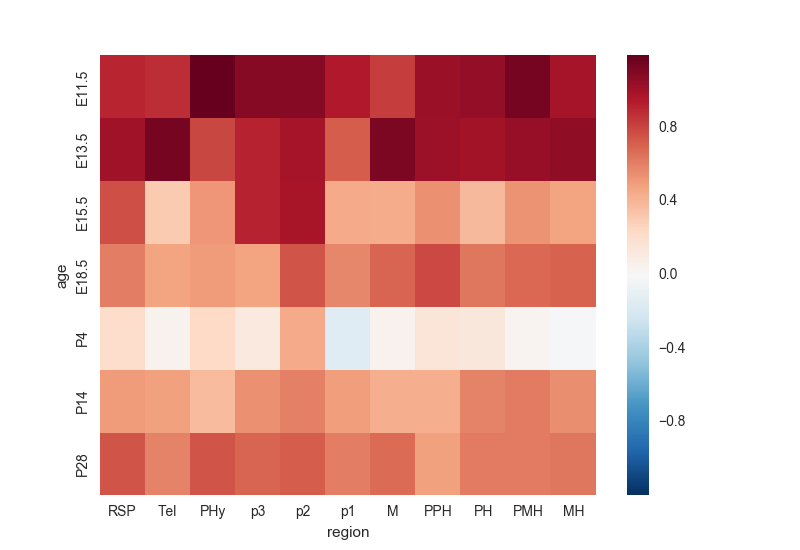 E11.5
E13.5
E15.5
E18.5
P4
P14
P28
age
RSP Tel PHy p3 p2 p1 M PPH PH PMH MH
region
0.8
0.4
0.0
−0.4
−0.8